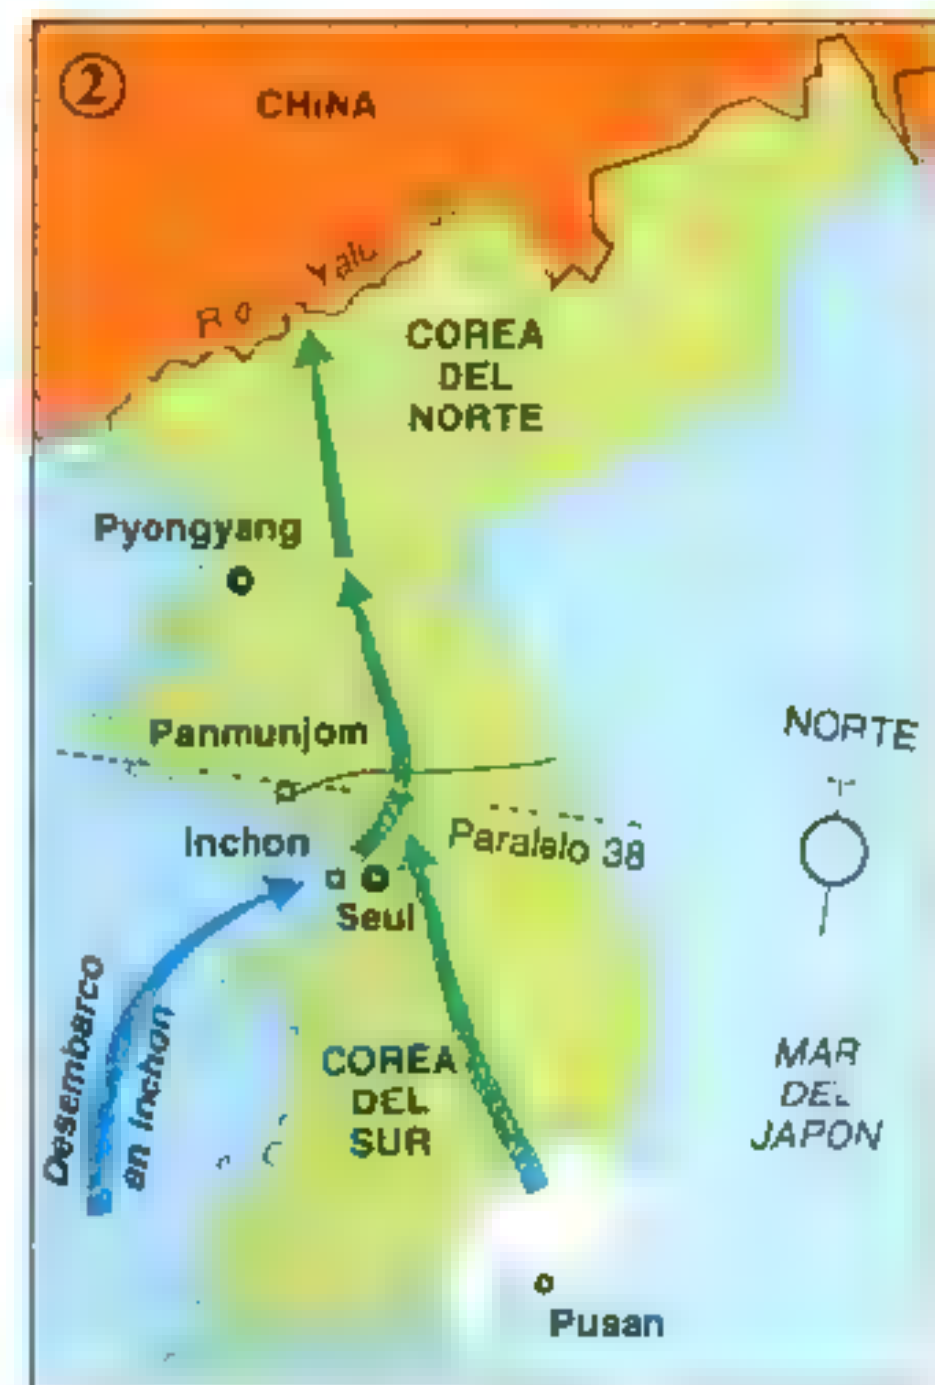 2
CHINA
Yalu
COREA
DEL
NORTE
Pyongyang
Panmunjom
NORTE
Inchon
Paralelo 38
Seul
Desembarco
en Inchon
COREA
DEL
SUR
MAR
DEL
JAPON
Pusan